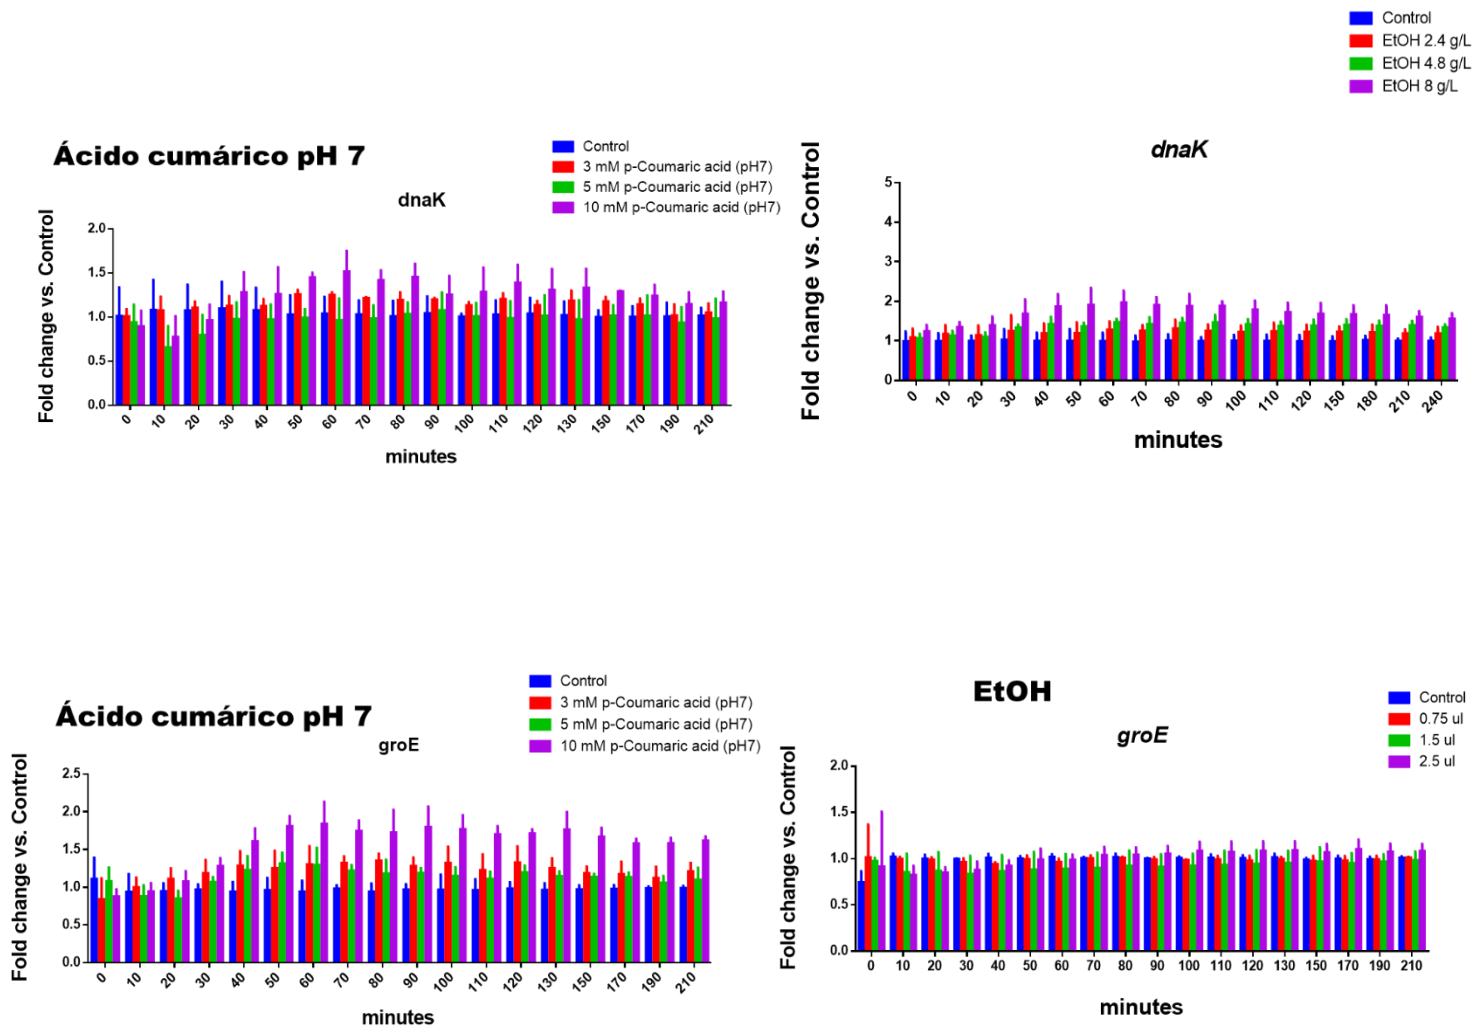 Control
EtOH 2.4 g/L
EtOH 4.8 g/L
EtOH 8 g/L
Ácido cumárico pH 7
Control
3 mM p-Coumaric acid (pH7)
5 mM p-Coumaric acid (pH7)
10 mM p-Coumaric acid (pH7)
dnaK
Fold change vs. Control
2.0
1.5
1.0
0.5
0.0
0 10 20 30 40 50 60 70 80 90 100 110 120 130 150 170 190 210
minutes
dnaK
Fold change vs. Control
5
4
3
2
1
0
0 10 20 30 40 50 60 70 80 90 100 110 120 150 180 210 240
minutes
Ácido cumárico pH 7
Control
3 mM p-Coumaric acid (pH7)
5 mM p-Coumaric acid (pH7)
10 mM p-Coumaric acid (pH7)
groE
Fold change vs. Control
2.5
2.0
1.5
1.0
0.5
0.0
0 10 20 30 40 50 60 70 80 90 100 110 120 130 150 170 190 210
minutes
EtOH
Control
0.75 ul
1.5 ul
2.5 ul
groE
Fold change vs. Control
2.0
1.5
1.0
0.5
0.0
0 10 20 30 40 50 60 70 80 90 100 110 120 130 150 170 190 210
minutes